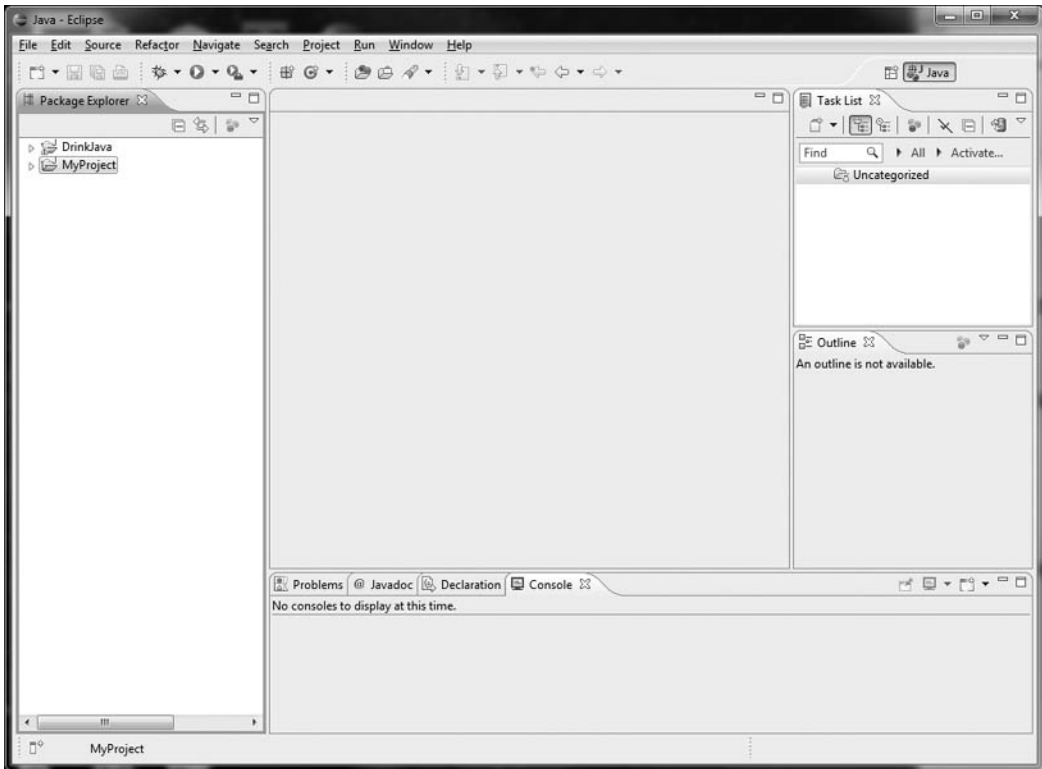 Java - Eclipse
File Edit Source Refactor Navigate Search Project Run Window Help
Java
Package Explorer
DrinkJava
MyProject
Task List
Find All Activate...
Uncategorized
Outline
An outline is not available.
Problems @ Javadoc Declaration Console
No consoles to display at this time.
MyProject